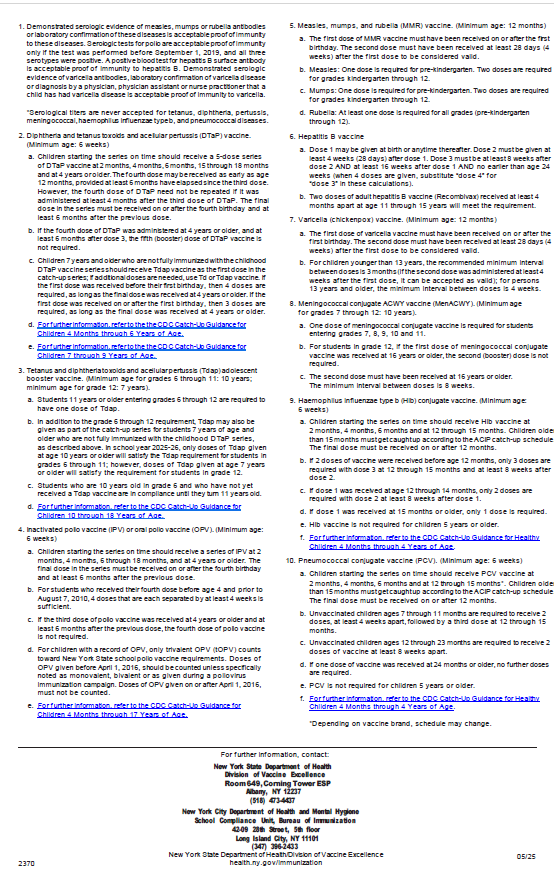 1. Demonstrated serologic evidence of measles, mumps or rubella antibodies
or laboratory confirmation of these diseases is acceptable proof of immunity
to these diseases. Serologic tests for polio are acceptable proof of immunity
only if the test was performed before September 1, 2019, and all three
serotypes were positive. A positive blood test for hepatitis B surface antibody
is acceptable proof of immunity to hepatitis B. Demonstrated serologic
evidence of varicella antibodies, laboratory confirmation of varicella disease
or diagnosis by a physician, physician assistant or nurse practitioner that a
child has had varicella disease is acceptable proof of immunity to varicella.
*Serological titers are never accepted for tetanus, diphtheria, pertussis,
meningococcal, haemophilus influenzae type b, and pneumococcal diseases.
2. Diphtheria and tetanus toxoids and acellular pertussis (DTaP) vaccine.
(Minimum age: 6 weeks)
a. Children starting the series on time should receive a 5-dose series
of DTaP vaccine at 2 months, 4 months, 6 months, 15 through 18 months
and at 4 years or older. The fourth dose may be received as early as age
12 months, provided at least 6 months have elapsed since the third dose.
However, the fourth dose of DTaP need not be repeated if it was
administered at least 4 months after the third dose of DTaP. The final
dose in the series must be received on or after the fourth birthday and at
least 6 months after the previous dose.
b. If the fourth dose of DTaP was administered at 4 years or older, and at
least 6 months after dose 3, the fifth (booster) dose of DTaP vaccine is
not required.
c. Children 7 years and older who are not fully immunized with the childhood
DTaP vaccine series should receive Tdap vaccine as the first dose in the
catch-up series; if additional doses are needed, use Td or Tdap vaccine. If
the first dose was received before their first birthday, then 4 doses are
required, as long as the final dose was received at 4 years or older. If the
first dose was received on or after the first birthday, then 3 doses are
required, as long as the final dose was received at 4 years or older.
d. For further information, refer to the CDC Catch-Up Guidance for
Children 4 Months through 6 Years of Age.
e. For further information, refer to the CDC Catch-Up Guidance for
Children 7 through 9 Years of Age.
3. Tetanus and diphtheria toxoids and acellular pertussis (Tdap) adolescent
booster vaccine. (Minimum age for grades 6 through 11: 10 years;
minimum age for grade 12: 7 years).
a. Students 11 years or older entering grades 6 through 12 are required to
have one dose of Tdap.
b. In addition to the grade 6 through 12 requirement, Tdap may also be
given as part of the catch-up series for students 7 years of age and
older who are not fully immunized with the childhood DTaP series,
as described above. In school year 2025-26, only doses of Tdap given
at age 10 years or older will satisfy the Tdap requirement for students in
grades 6 through 11; however, doses of Tdap given at age 7 years
or older will satisfy the requirement for students in grade 12.
c. Students who are 10 years old in grade 6 and who have not yet
received a Tdap vaccine are in compliance until they turn 11 years old.
d. For further information, refer to the CDC Catch-Up Guidance for
Children 10 through 18 Years of Age.
4. Inactivated polio vaccine (IPV) or oral polio vaccine (OPV). (Minimum age:
6 weeks)
a. Children starting the series on time should receive a series of IPV at 2
months, 4 months, 6 through 18 months, and at 4 years or older. The
final dose in the series must be received on or after the fourth birthday
and at least 6 months after the previous dose.
b. For students who received their fourth dose before age 4 and prior to
August 7, 2010, 4 doses that are each separated by at least 4 weeks is
sufficient.
c. If the third dose of polio vaccine was received at 4 years or older and at
least 6 months after the previous dose, the fourth dose of polio vaccine
is not required.
d. For children with a record of OPV, only trivalent OPV (tOPV) counts
toward New York State school polio vaccine requirements. Doses of
OPV given before April 1, 2016, should be counted unless specifically
noted as monovalent, bivalent or as given during a poliovirus
immunization campaign. Doses of OPV given on or after April 1, 2016,
must not be counted.
e. For further information, refer to the CDC Catch-Up Guidance for
Children 4 Months through 17 Years of Age.
5. Measles, mumps, and rubella (MMR) vaccine. (Minimum age: 12 months)
a. The first dose of MMR vaccine must have been received on or after the first
birthday. The second dose must have been received at least 28 days (4
weeks) after the first dose to be considered valid.
b. Measles: One dose is required for pre-kindergarten. Two doses are required
for grades kindergarten through 12.
c. Mumps: One dose is required for pre-kindergarten. Two doses are required
for grades kindergarten through 12.
d. Rubella: At least one dose is required for all grades (pre-kindergarten
through 12).
6. Hepatitis B vaccine
a. Dose 1 may be given at birth or anytime thereafter. Dose 2 must be given at
least 4 weeks (28 days) after dose 1. Dose 3 must be at least 8 weeks after
dose 2 AND at least 16 weeks after dose 1 AND no earlier than age 24
weeks (when 4 doses are given, substitute "dose 4" for
"dose 3" in these calculations).
b. Two doses of adult hepatitis B vaccine (Recombivax) received at least 4
months apart at age 11 through 15 years will meet the requirement.
7. Varicella (chickenpox) vaccine. (Minimum age: 12 months)
a. The first dose of varicella vaccine must have been received on or after the
first birthday. The second dose must have been received at least 28 days (4
weeks) after the first dose to be considered valid.
b. For children younger than 13 years, the recommended minimum interval
between doses is 3 months (if the second dose was administered at least 4
weeks after the first dose, it can be accepted as valid); for persons
13 years and older, the minimum interval between doses is 4 weeks.
8. Meningococcal conjugate ACWY vaccine (MenACWY). (Minimum age
for grades 7 through 12: 10 years).
a. One dose of meningococcal conjugate vaccine is required for students
entering grades 7, 8, 9, 10 and 11.
b. For students in grade 12, if the first dose of meningococcal conjugate
vaccine was received at 16 years or older, the second (booster) dose is not
required.
c. The second dose must have been received at 16 years or older.
The minimum interval between doses is 8 weeks.
9. Haemophilus influenzae type b (Hib) conjugate vaccine. (Minimum age:
6 weeks)
a. Children starting the series on time should receive Hib vaccine at
2 months, 4 months, 6 months and at 12 through 15 months. Children olde
than 15 months must get caught up according to the ACIP catch-up schedule
The final dose must be received on or after 12 months.
b. If 2 doses of vaccine were received before age 12 months, only 3 doses are
required with dose 3 at 12 through 15 months and at least 8 weeks after
dose 2.
c. If dose 1 was received at age 12 through 14 months, only 2 doses are
required with dose 2 at least 8 weeks after dose 1.
d. If dose 1 was received at 15 months or older, only 1 dose is required.
e. Hib vaccine is not required for children 5 years or older.
f. For further information, refer to the CDC Catch-Up Guidance for Healthy
Children 4 Months through 4 Years of Age.
10. Pneumococcal conjugate vaccine (PCV). (Minimum age: 6 weeks)
a. Children starting the series on time should receive PCV vaccine at
2 months, 4 months, 6 months and at 12 through 15 months*. Children olde
than 15 months must get caught up according to the ACIP catch-up schedule
The final dose must be received on or after 12 months.
b. Unvaccinated children ages 7 through 11 months are required to receive 2
doses, at least 4 weeks apart, followed by a third dose at 12 through 15
months.
c. Unvaccinated children ages 12 through 23 months are required to receive 2
doses of vaccine at least 8 weeks apart.
d. If one dose of vaccine was received at 24 months or older, no further doses
are required.
e. PCV is not required for children 5 years or older.
f. For further information, refer to the CDC Catch-Up Guidance for Healthy
Children 4 Months through 4 Years of Age.
*Depending on vaccine brand, schedule may change.
For further information, contact:
New York State Department of Health
Division of Vaccine Excellence
Room 649, Corning Tower ESP
Albany, NY 12237
(518) 473-4437
New York City Department of Health and Mental Hygiene
School Compliance Unit, Bureau of Immunization
42-09 28th Street, 5th floor
Long Island City, NY 11101
(347) 396-2433
New York State Department of Health/Division of Vaccine Excellence
health.ny.gov/immunization
2370
05/25